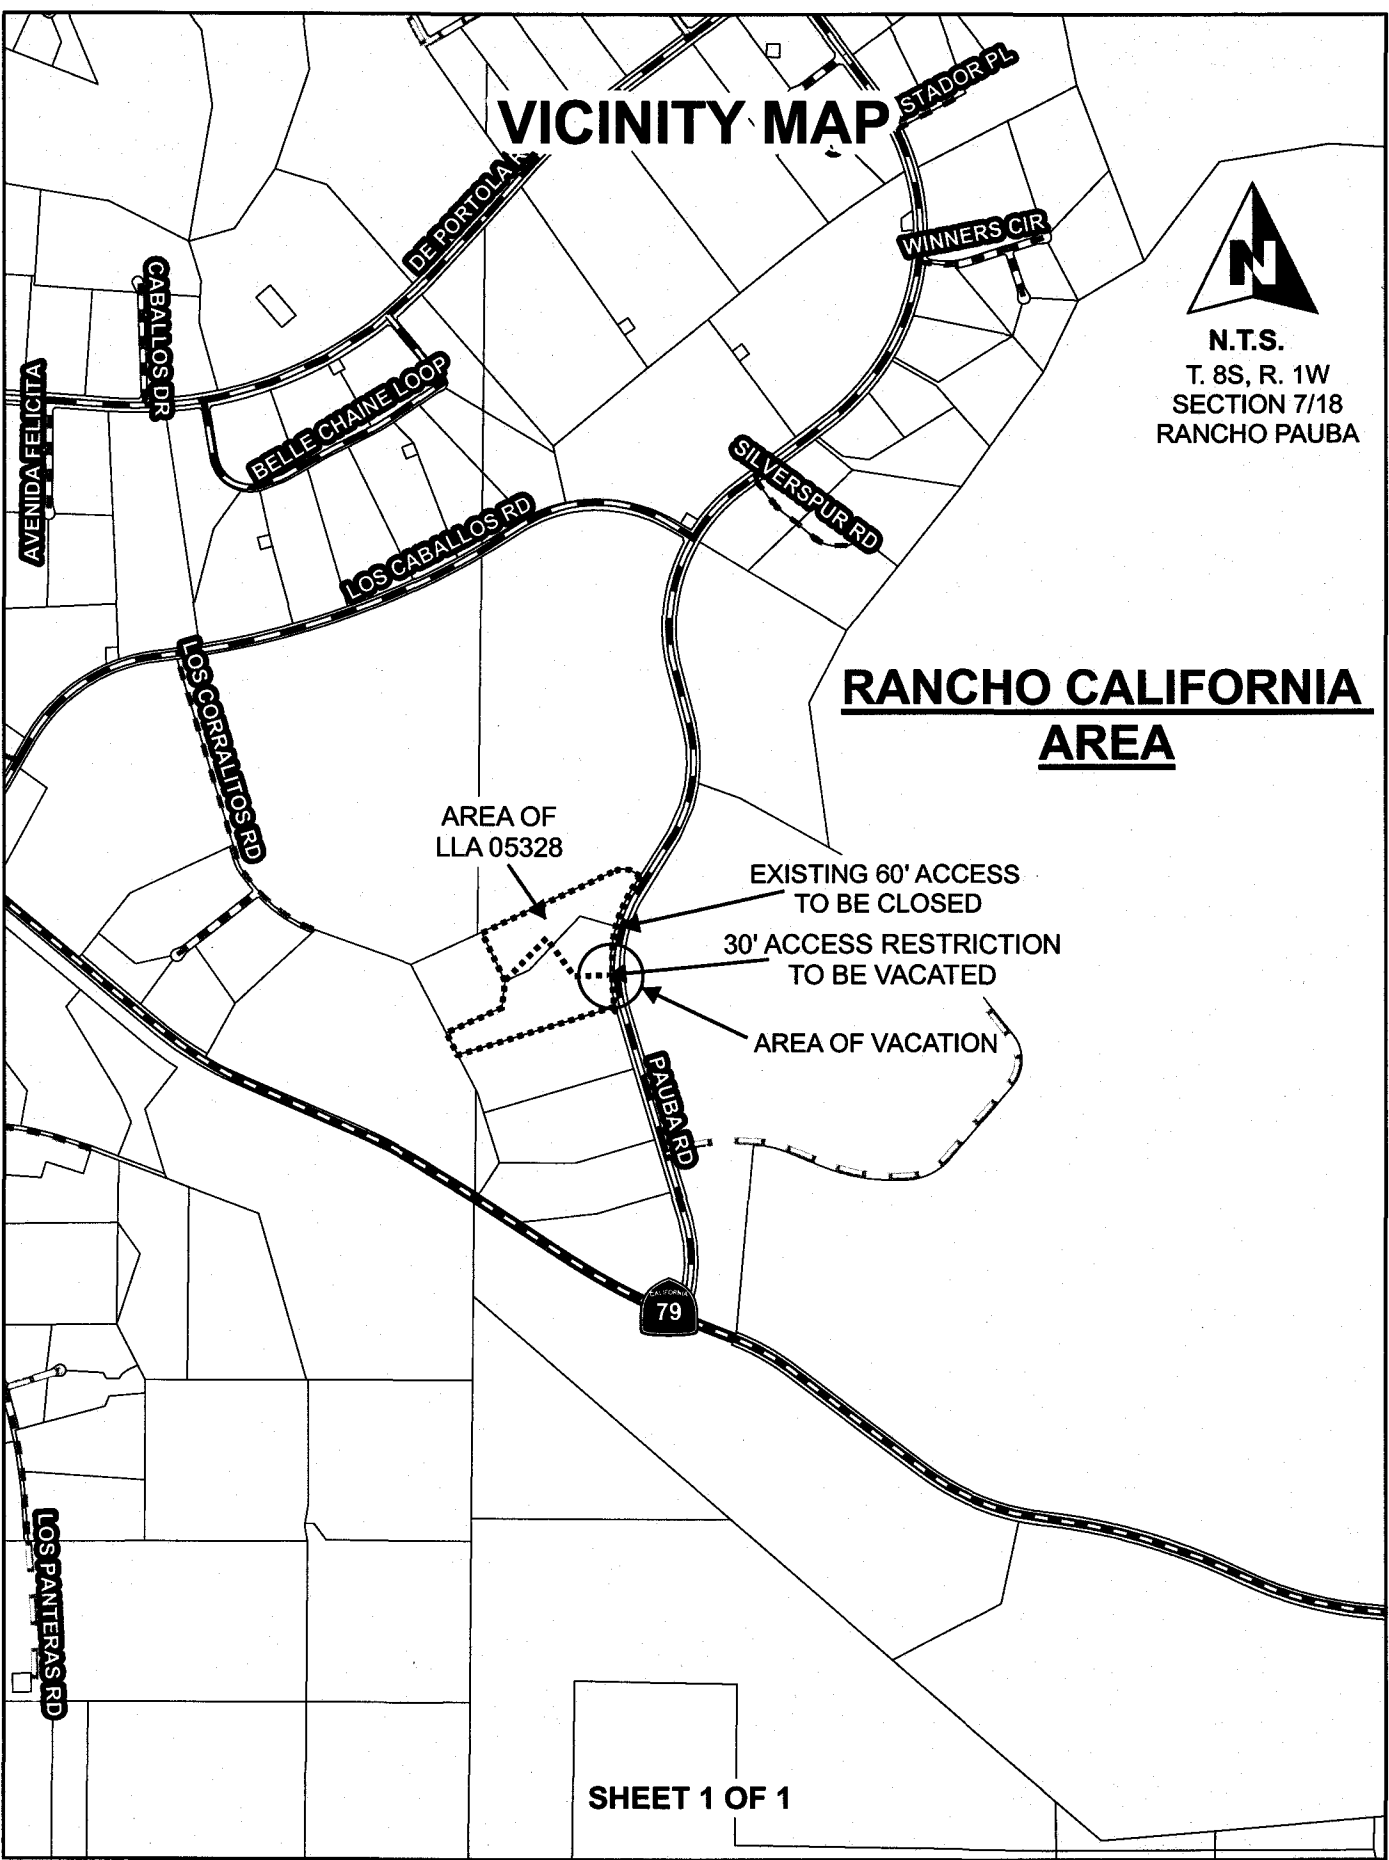 VICINITY MAP
STADOR PL
DE PORTOLA
WINNERS CIR
N
N.T.S.
T. 8S, R. 1W
SECTION 7/18
RANCHO PAUBA
CABALLOS DR
AVENIDA FELICITA
BELLE CHAINE LOOP
SILVERSPUR RD
LOS CABALLOS RD
LOS CORRALITOS RD
RANCHO CALIFORNIA
AREA
AREA OF
LLA 05328
EXISTING 60' ACCESS
TO BE CLOSED
30' ACCESS RESTRICTION
TO BE VACATED
AREA OF VACATION
PAUBA RD
CALIFORNIA
79
LOS PANTERAS RD
SHEET 1 OF 1